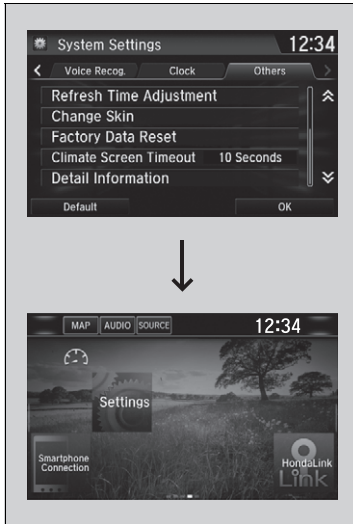 System Settings 12:34
Voice Recog. Clock Others
Refresh Time Adjustment
Change Skin
Factory Data Reset
Climate Screen Timeout 10 Seconds
Detail Information
Default OK
MAP AUDIO SOURCE 12:34
Settings
Smartphone
Connection
HondaLink
Link